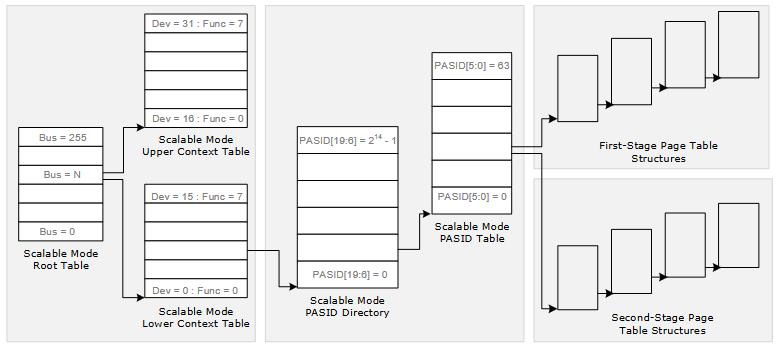 Dev = 31 : Func = 7
Dev = 16 : Func = 0
Scalable Mode
Upper Context Table
Bus = 255
Bus = N
Bus = 0
Scalable Mode
Root Table
Dev = 15 : Func = 7
Dev = 0 : Func = 0
Scalable Mode
Lower Context Table
PASID[19:6] = 2^14 - 1
PASID[19:6] = 0
Scalable Mode
PASID Directory
PASID[5:0] = 63
PASID[5:0] = 0
Scalable Mode
PASID Table
First-Stage Page Table
Structures
Second-Stage Page
Table Structures